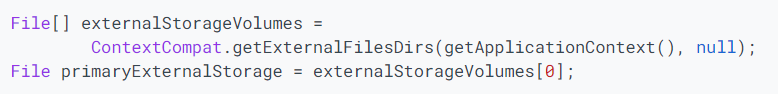 File[] externalStorageVolumes =
        ContextCompat.getExternalFilesDirs(getApplicationContext(), null);
File primaryExternalStorage = externalStorageVolumes[0];